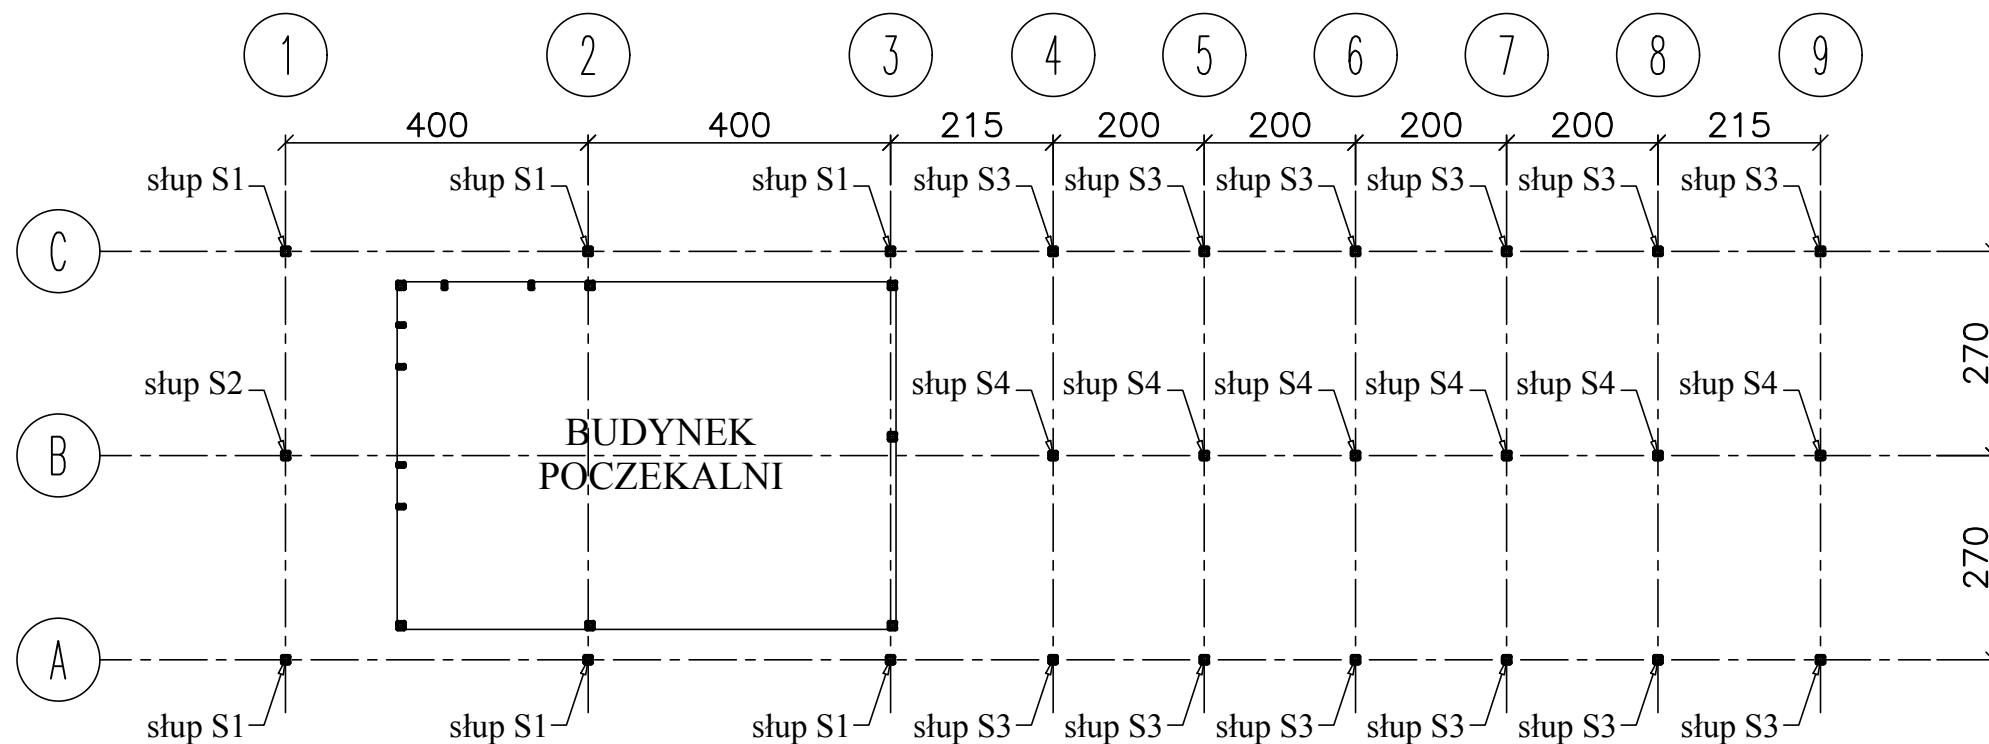 1 2 3 4 5 6 7 8 9
400 400 215 200 200 200 200 215
słup S1 słup S1 słup S1 słup S3 słup S3 słup S3 słup S3 słup S3 słup S3
C
270
słup S2 słup S4 słup S4 słup S4 słup S4 słup S4 słup S4
BUDYNEK
B
POCZEKALNI
270
A
słup S1 słup S1 słup S1 słup S3 słup S3 słup S3 słup S3 słup S3 słup S3